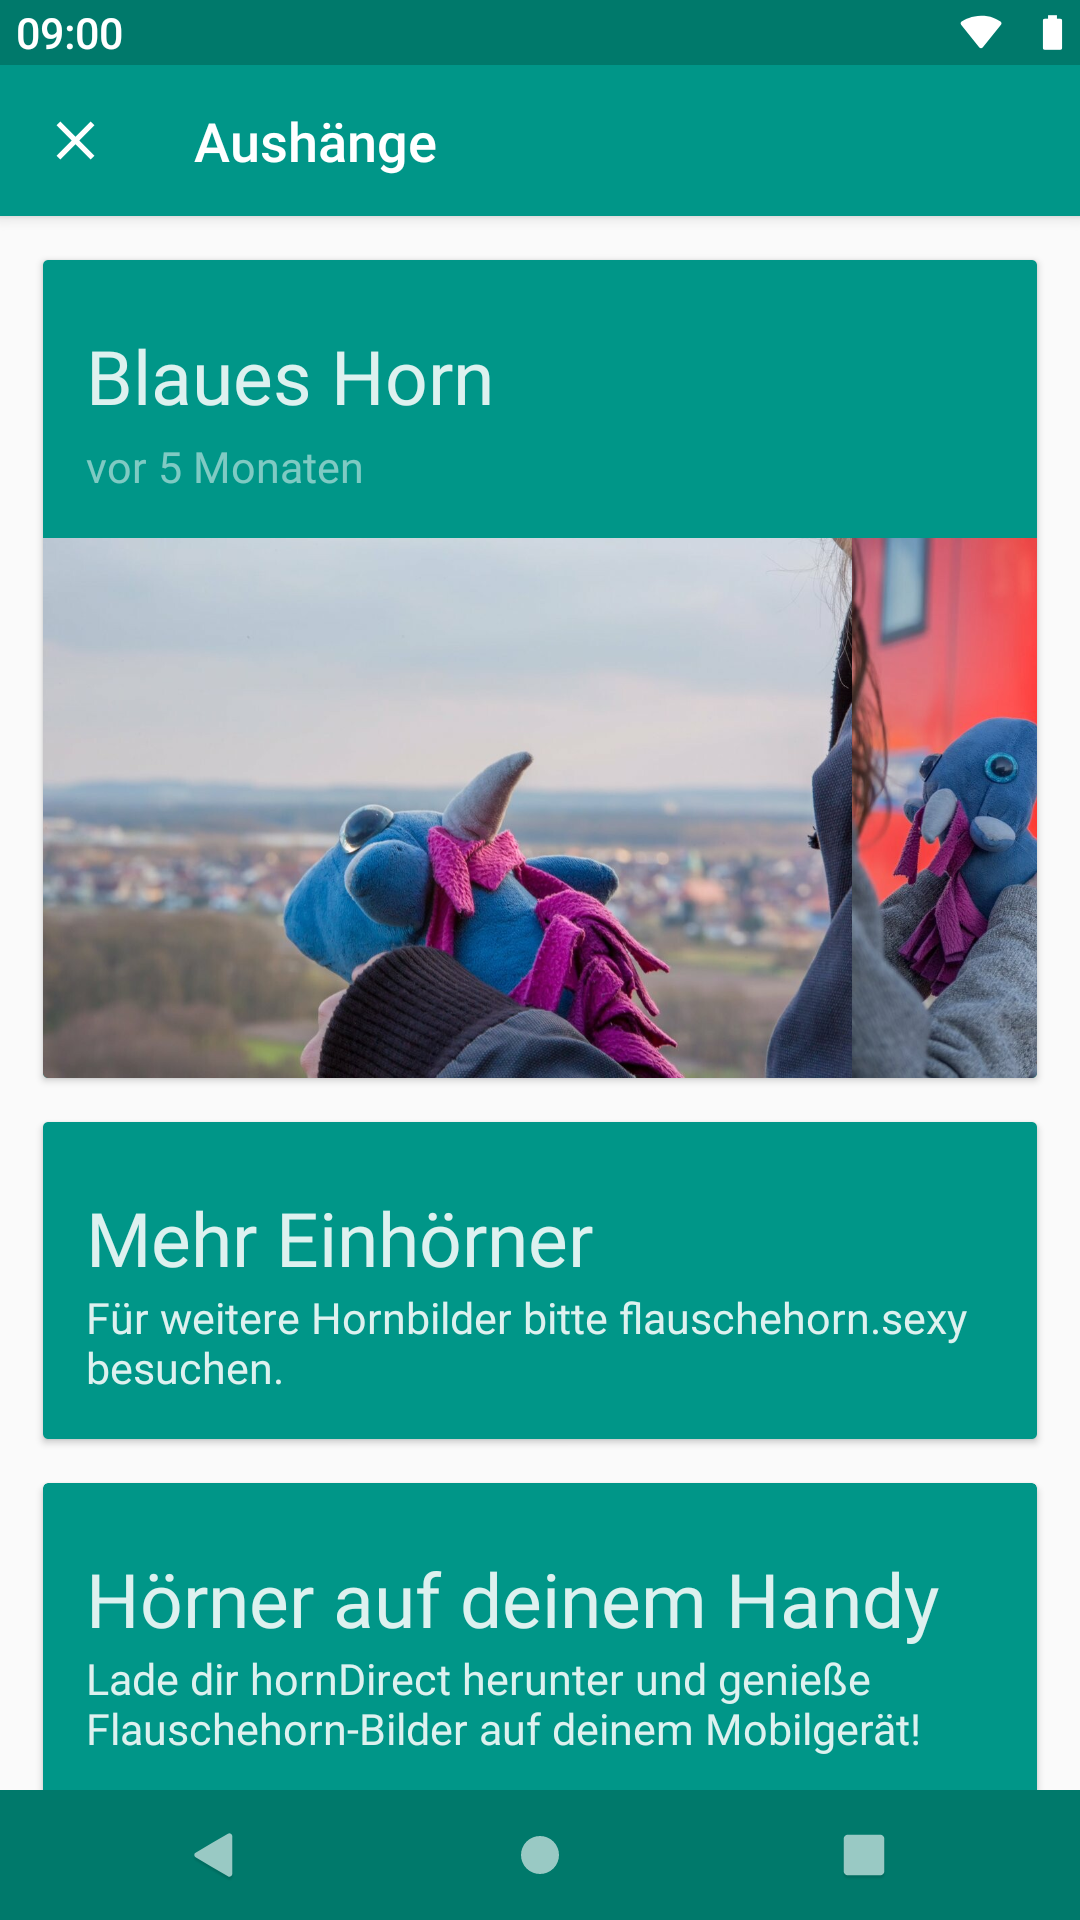 09:00
Aushänge
Blaues Horn
vor 5 Monaten
Mehr Einhörner
Für weitere Hornbilder bitte flauschehorn.sexy
besuchen.
Hörner auf deinem Handy
Lade dir hornDirect herunter und genieße
Flauschehorn-Bilder auf deinem Mobilgerät!